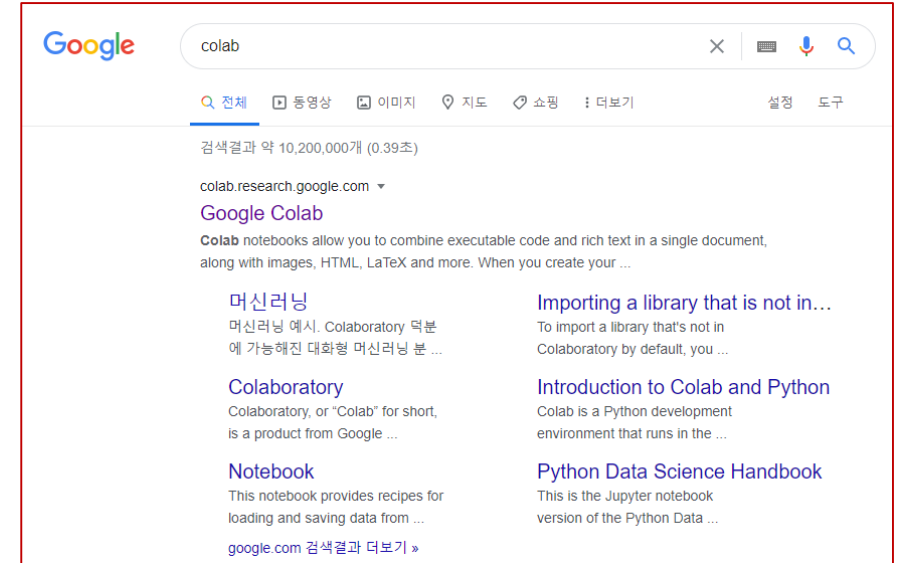 Google
colab
전체 동영상 이미지 지도 쇼핑 더보기 설정 도구
검색결과 약 10,200,000개 (0.39초)
colab.research.google.com
Google Colab
Colab notebooks allow you to combine executable code and rich text in a single document,
along with images, HTML, LaTeX and more. When you create your ...
머신러닝
머신러닝 예시. Colaboratory 덕분
에 가능해진 대화형 머신러닝 분 ...
Importing a library that is not in…
To import a library that's not in
Colaboratory by default, you ...
Colaboratory
Colaboratory, or “Colab” for short,
is a product from Google ...
Introduction to Colab and Python
Colab is a Python development
environment that runs in the ...
Notebook
This notebook provides recipes for
loading and saving data from ...
Python Data Science Handbook
This is the Jupyter notebook
version of the Python Data ...
google.com 검색결과 더보기 »